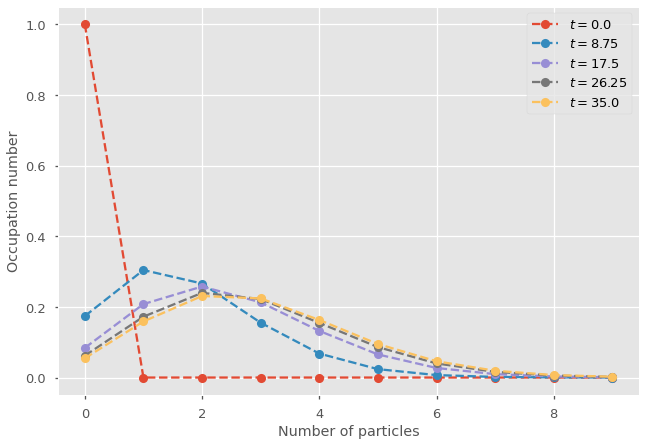 1.0
0.8
0.6
0.4
0.2
0.0
Occupation number
0 2 4 6 8
Number of particles
t = 0.0
t = 8.75
t = 17.5
t = 26.25
t = 35.0